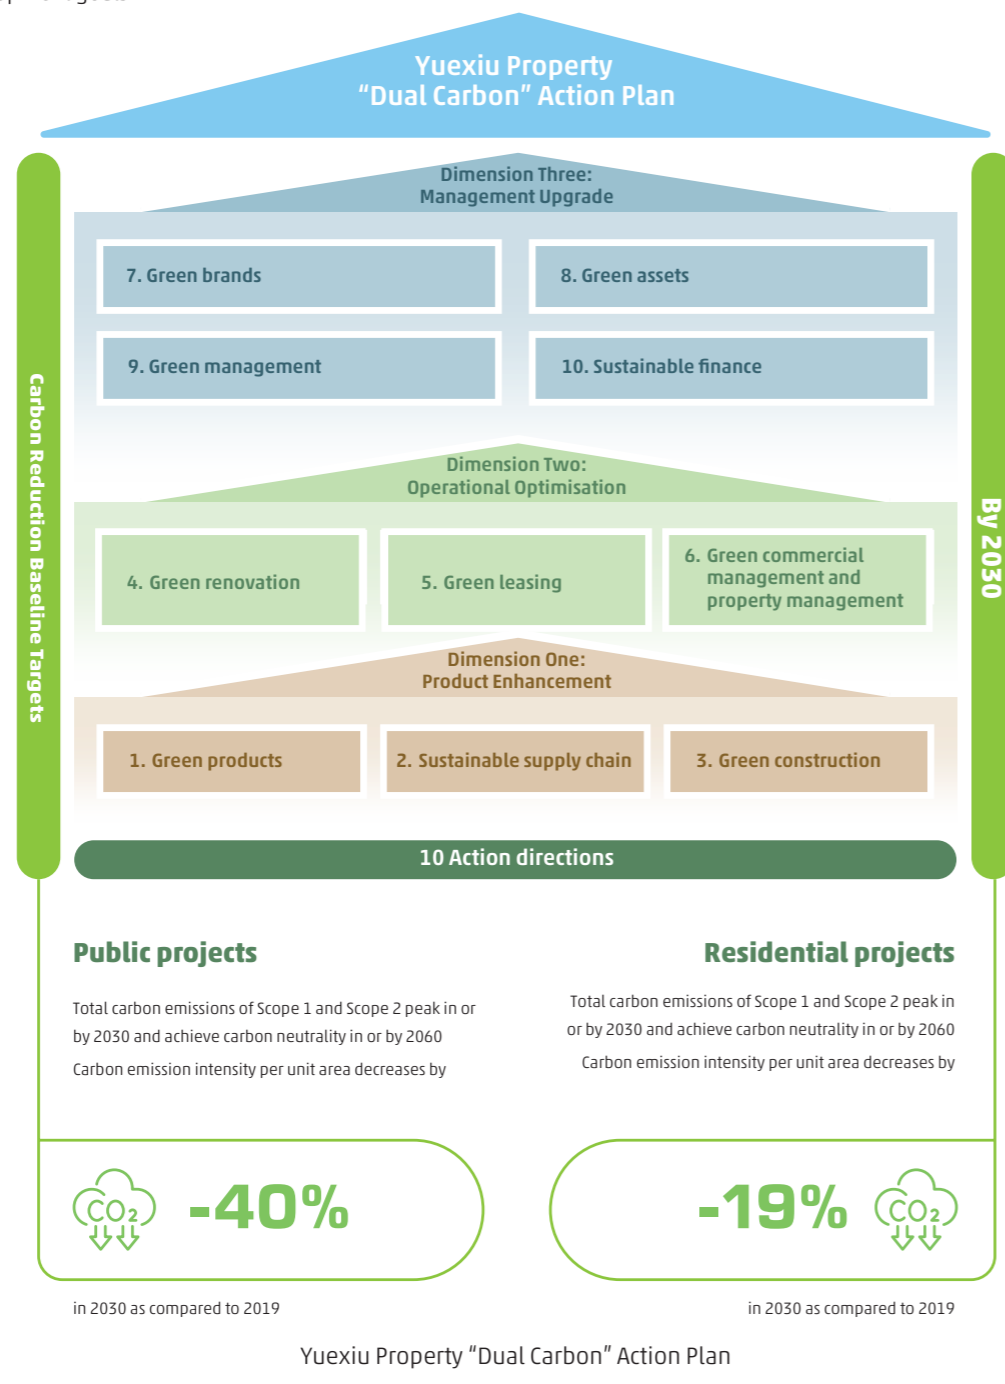 Yuexiu Property
“Dual Carbon” Action Plan
Carbon Reduction Baseline Targets
By 2030
Dimension Three:
Management Upgrade
7. Green brands
8. Green assets
9. Green management
10. Sustainable finance
Dimension Two:
Operational Optimisation
4. Green renovation
5. Green leasing
6. Green commercial
management and
property management
Dimension One:
Product Enhancement
1. Green products
2. Sustainable supply chain
3. Green construction
10 Action directions
Public projects
Total carbon emissions of Scope 1 and Scope 2 peak in or
by 2030 and achieve carbon neutrality in or by 2060
Carbon emission intensity per unit area decreases by
CO2
-40%
in 2030 as compared to 2019
Residential projects
Total carbon emissions of Scope 1 and Scope 2 peak in
or by 2030 and achieve carbon neutrality in or by 2060
Carbon emission intensity per unit area decreases by
-19%
CO2
in 2030 as compared to 2019
Yuexiu Property “Dual Carbon” Action Plan